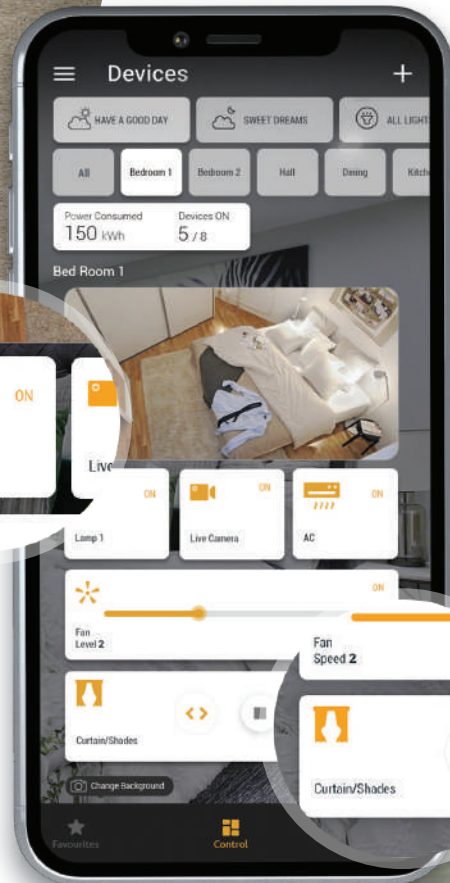 Devices
HAVE A GOOD DAY
SWEET DREAMS
ALL LIGHT
All
Bedroom 1
Bedroom 2
Hall
Dining
Kitche
Power Consumed
150 kWh
Devices ON
5 / 8
Bed Room 1
ON
Live
ON
Lamp 1
ON
Live Camera
ON
AC
ON
Fan
Level 2
Fan
Speed 2
Curtain/Shades
Curtain/Shades
Change Background
Favourites
Control